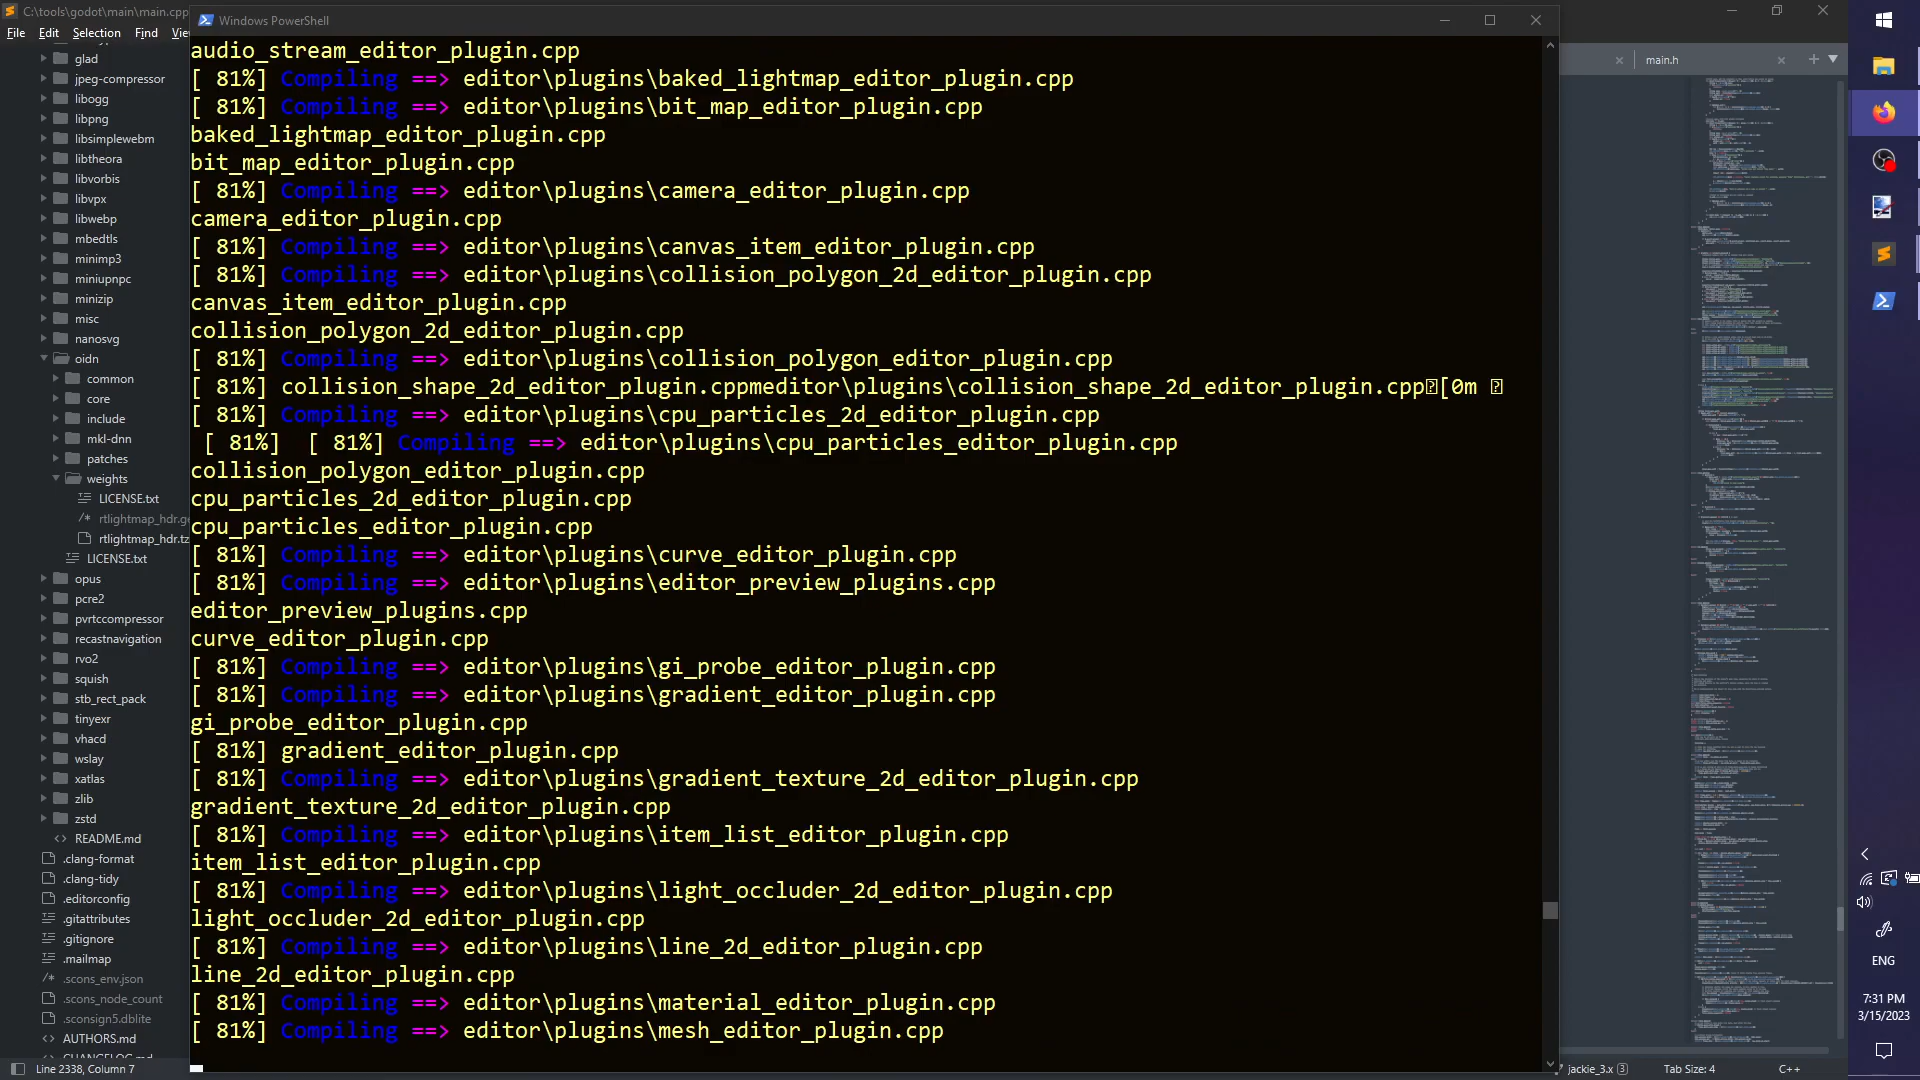 C:\tools\godot\main\main.cpp
File Edit Selection Find
Windows PowerShell
main.h
glad
jpeg-compressor
libogg
libpng
libsimplewebm
libtheora
libvorbis
libvpx
libwebp
mbedtls
minimp3
miniupnpc
minizip
misc
nanosvg
oidn
common
core
include
mkl-dnn
patches
weights
LICENSE.txt
rtlightmap_hdr.ge
rtlightmap_hdr.tz
LICENSE.txt
opus
pcre2
pvrtccompressor
recastnavigation
rvo2
squish
stb_rect_pack
tinyexr
vhacd
wslay
xatlas
zlib
zstd
README.md
.clang-format
.clang-tidy
.editorconfig
.gitattributes
.gitignore
.mailmap
.scons_env.json
.scons_node_count
.sconsign5.dblite
AUTHORS.md
CHANGELOG.md
audio_stream_editor_plugin.cpp
[ 81%] Compiling ==> editor\plugins\baked_lightmap_editor_plugin.cpp
[ 81%] Compiling ==> editor\plugins\bit_map_editor_plugin.cpp
baked_lightmap_editor_plugin.cpp
bit_map_editor_plugin.cpp
[ 81%] Compiling ==> editor\plugins\camera_editor_plugin.cpp
camera_editor_plugin.cpp
[ 81%] Compiling ==> editor\plugins\canvas_item_editor_plugin.cpp
[ 81%] Compiling ==> editor\plugins\collision_polygon_2d_editor_plugin.cpp
canvas_item_editor_plugin.cpp
collision_polygon_2d_editor_plugin.cpp
[ 81%] Compiling ==> editor\plugins\collision_polygon_editor_plugin.cpp
[ 81%] collision_shape_2d_editor_plugin.cppmeditor\plugins\collision_shape_2d_editor_plugin.cpp[0m
[ 81%] Compiling ==> editor\plugins\cpu_particles_2d_editor_plugin.cpp
[ 81%] [ 81%] Compiling ==> editor\plugins\cpu_particles_editor_plugin.cpp
collision_polygon_editor_plugin.cpp
cpu_particles_2d_editor_plugin.cpp
cpu_particles_editor_plugin.cpp
[ 81%] Compiling ==> editor\plugins\curve_editor_plugin.cpp
[ 81%] Compiling ==> editor\plugins\editor_preview_plugins.cpp
editor_preview_plugins.cpp
curve_editor_plugin.cpp
[ 81%] Compiling ==> editor\plugins\gi_probe_editor_plugin.cpp
[ 81%] Compiling ==> editor\plugins\gradient_editor_plugin.cpp
gi_probe_editor_plugin.cpp
[ 81%] gradient_editor_plugin.cpp
[ 81%] Compiling ==> editor\plugins\gradient_texture_2d_editor_plugin.cpp
gradient_texture_2d_editor_plugin.cpp
[ 81%] Compiling ==> editor\plugins\item_list_editor_plugin.cpp
item_list_editor_plugin.cpp
[ 81%] Compiling ==> editor\plugins\light_occluder_2d_editor_plugin.cpp
light_occluder_2d_editor_plugin.cpp
[ 81%] Compiling ==> editor\plugins\line_2d_editor_plugin.cpp
line_2d_editor_plugin.cpp
[ 81%] Compiling ==> editor\plugins\material_editor_plugin.cpp
[ 81%] Compiling ==> editor\plugins\mesh_editor_plugin.cpp
Line 2338, Column 7
jackie_3.x 3
Tab Size: 4
C++
ENG
7:31 PM
3/15/2023